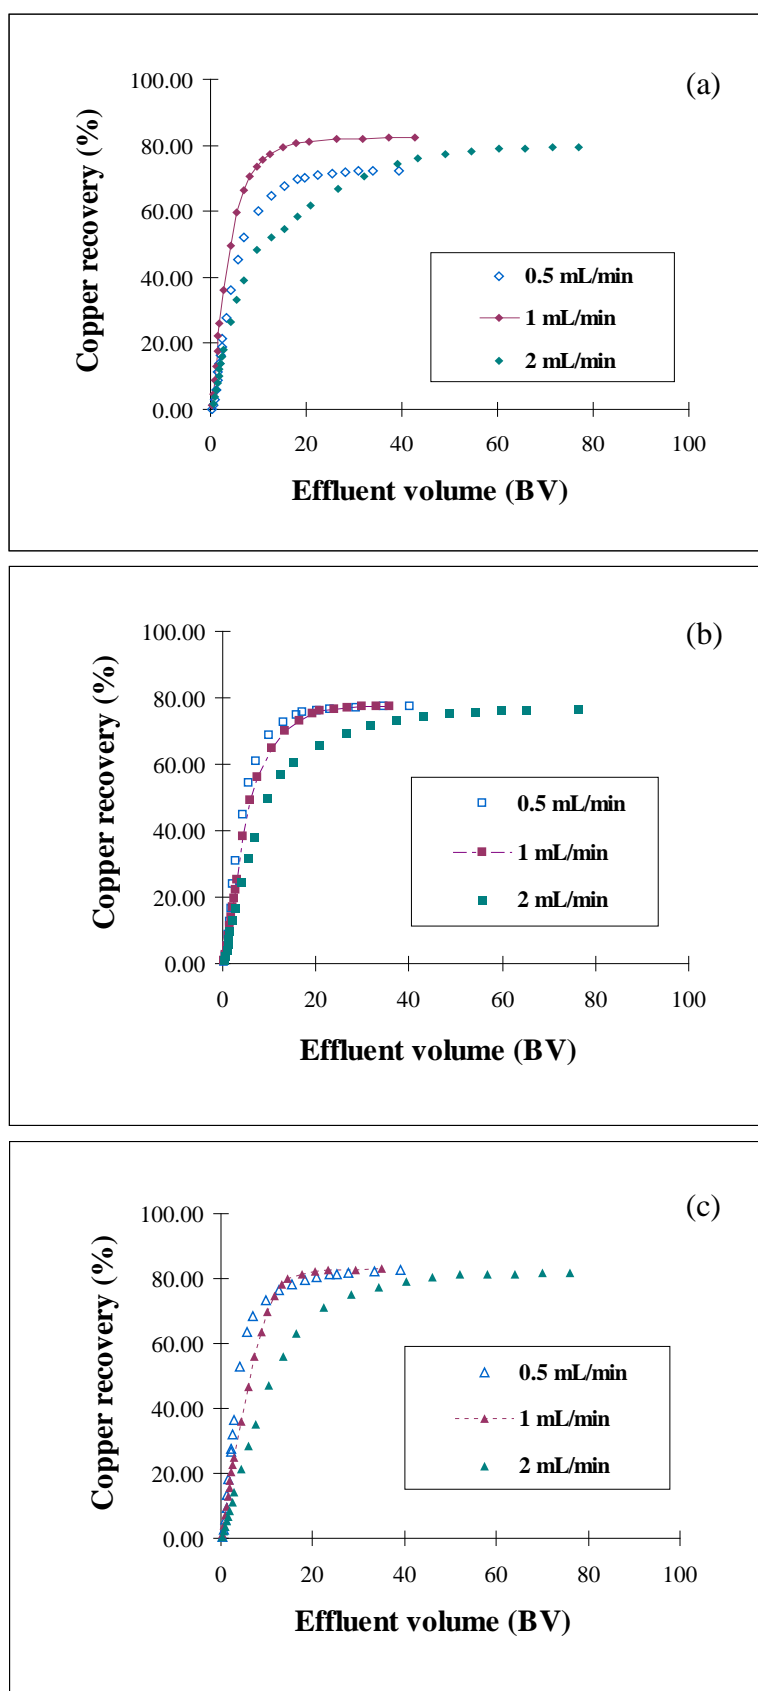 (a)
100.00
80.00
60.00
40.00
20.00
0.00
Copper recovery (%)
0.5 mL/min
1 mL/min
2 mL/min
0 20 40 60 80 100
Effluent volume (BV)
(b)
100.00
80.00
60.00
40.00
20.00
0.00
Copper recovery (%)
0.5 mL/min
1 mL/min
2 mL/min
0 20 40 60 80 100
Effluent volume (BV)
(c)
100.00
80.00
60.00
40.00
20.00
0.00
Copper recovery (%)
0.5 mL/min
1 mL/min
2 mL/min
0 20 40 60 80 100
Effluent volume (BV)